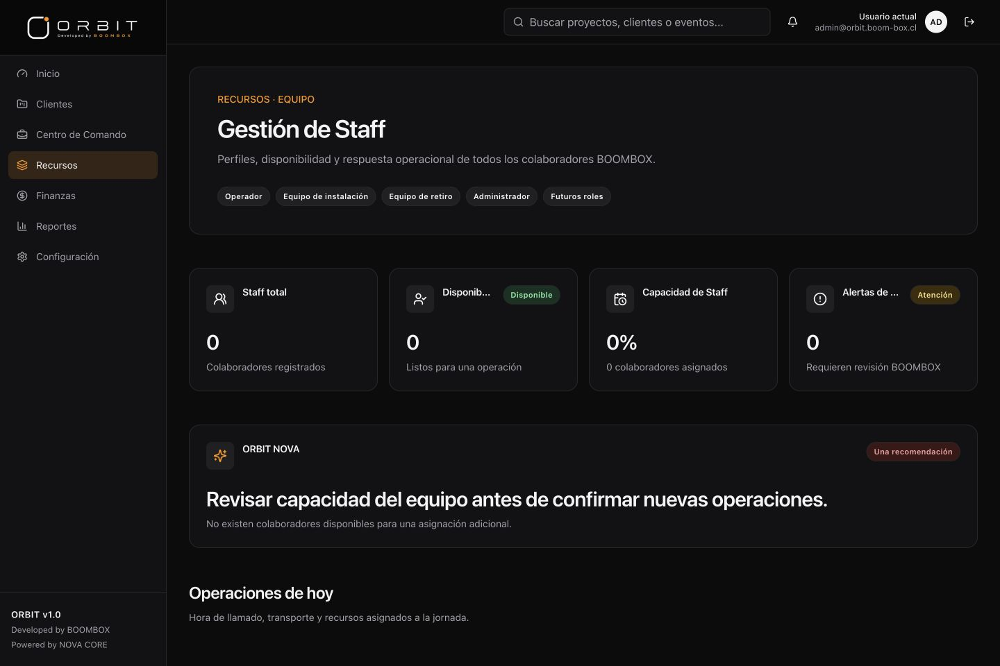 ORBIT
Developed by BOOMBOX
Buscar proyectos, clientes o eventos...
Usuario actual
admin@orbit.boom-box.cl
AD
Inicio
Clientes
Centro de Comando
Recursos
Finanzas
Reportes
Configuración
RECURSOS · EQUIPO
Gestión de Staff
Perfiles, disponibilidad y respuesta operacional de todos los colaboradores BOOMBOX.
Operador
Equipo de instalación
Equipo de retiro
Administrador
Futuros roles
Staff total
0
Colaboradores registrados
Disponib...
Disponible
0
Listos para una operación
Capacidad de Staff
0%
0 colaboradores asignados
Alertas de ...
Atención
0
Requieren revisión BOOMBOX
ORBIT NOVA
Una recomendación
Revisar capacidad del equipo antes de confirmar nuevas operaciones.
No existen colaboradores disponibles para una asignación adicional.
Operaciones de hoy
Hora de llamado, transporte y recursos asignados a la jornada.
ORBIT v1.0
Developed by BOOMBOX
Powered by NOVA CORE